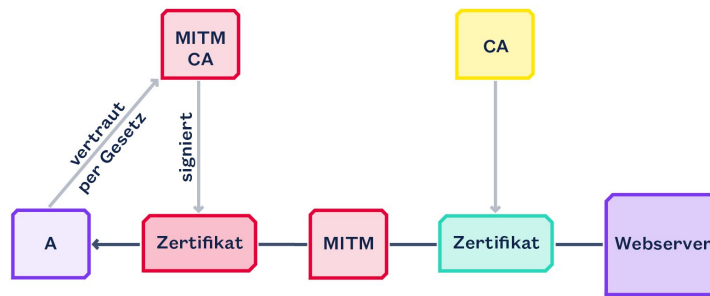 MITM
CA
CA
vertraut
per Gesetz
signiert
A
Zertifikat
MITM
Zertifikat
Webserver